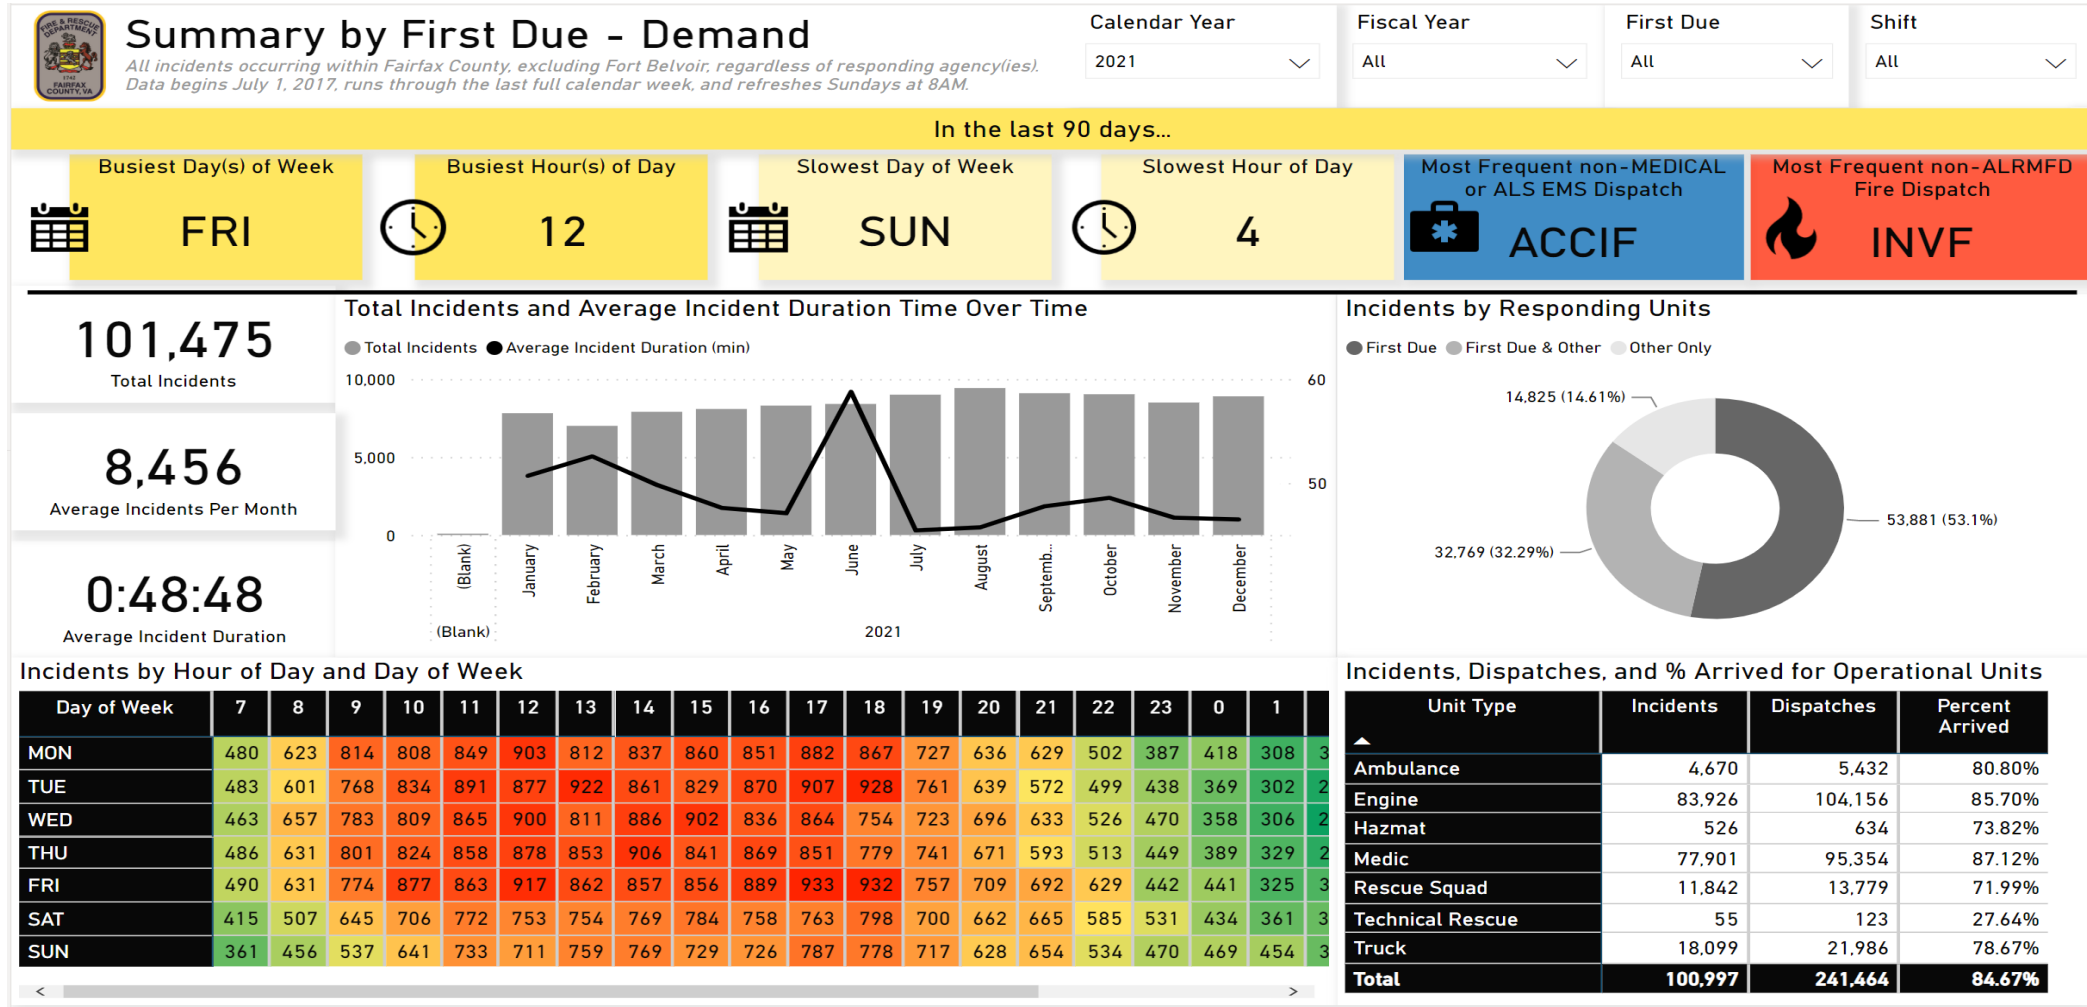 FIRE & RESCUE
DEPARTMENT
1742
FAIRFAX
COUNTY, VA
Summary by First Due - Demand
All incidents occurring within Fairfax County, excluding Fort Belvoir, regardless of responding agency(ies).
Data begins July 1, 2017, runs through the last full calendar week, and refreshes Sundays at 8AM.
Calendar Year
2021
Fiscal Year
All
First Due
All
Shift
All
In the last 90 days...
Busiest Day(s) of Week
FRI
Busiest Hour(s) of Day
12
Slowest Day of Week
SUN
Slowest Hour of Day
4
Most Frequent non-MEDICAL
or ALS EMS Dispatch
ACCIF
Most Frequent non-ALRMFD
Fire Dispatch
INVF
101,475
Total Incidents
8,456
Average Incidents Per Month
0:48:48
Average Incident Duration
Total Incidents and Average Incident Duration Time Over Time
Total Incidents Average Incident Duration (min)
10,000
5,000
0
60
50
(Blank)
January
February
March
April
May
June
July
August
Septemb...
October
November
December
(Blank)
2021
Incidents by Responding Units
First Due First Due & Other Other Only
14,825 (14.61%)
53,881 (53.1%)
32,769 (32.29%)
Incidents by Hour of Day and Day of Week
Day of Week 7 8 9 10 11 12 13 14 15 16 17 18 19 20 21 22 23 0 1
MON 480 623 814 808 849 903 812 837 860 851 882 867 727 636 629 502 387 418 308 3
TUE 483 601 768 834 891 877 922 861 829 870 907 928 761 639 572 499 438 369 302 2
WED 463 657 783 809 865 900 811 886 902 836 864 754 723 696 633 526 470 358 306 2
THU 486 631 801 824 858 878 853 906 841 869 851 779 741 671 593 513 449 389 329 2
FRI 490 631 774 877 863 917 862 857 856 889 933 932 757 709 692 629 442 441 325 3
SAT 415 507 645 706 772 753 754 769 784 758 763 798 700 662 665 585 531 434 361 3
SUN 361 456 537 641 733 711 759 769 729 726 787 778 717 628 654 534 470 469 454 3
Incidents, Dispatches, and % Arrived for Operational Units
Unit Type Incidents Dispatches Percent
Arrived
Ambulance 4,670 5,432 80.80%
Engine 83,926 104,156 85.70%
Hazmat 526 634 73.82%
Medic 77,901 95,354 87.12%
Rescue Squad 11,842 13,779 71.99%
Technical Rescue 55 123 27.64%
Truck 18,099 21,986 78.67%
Total 100,997 241,464 84.67%